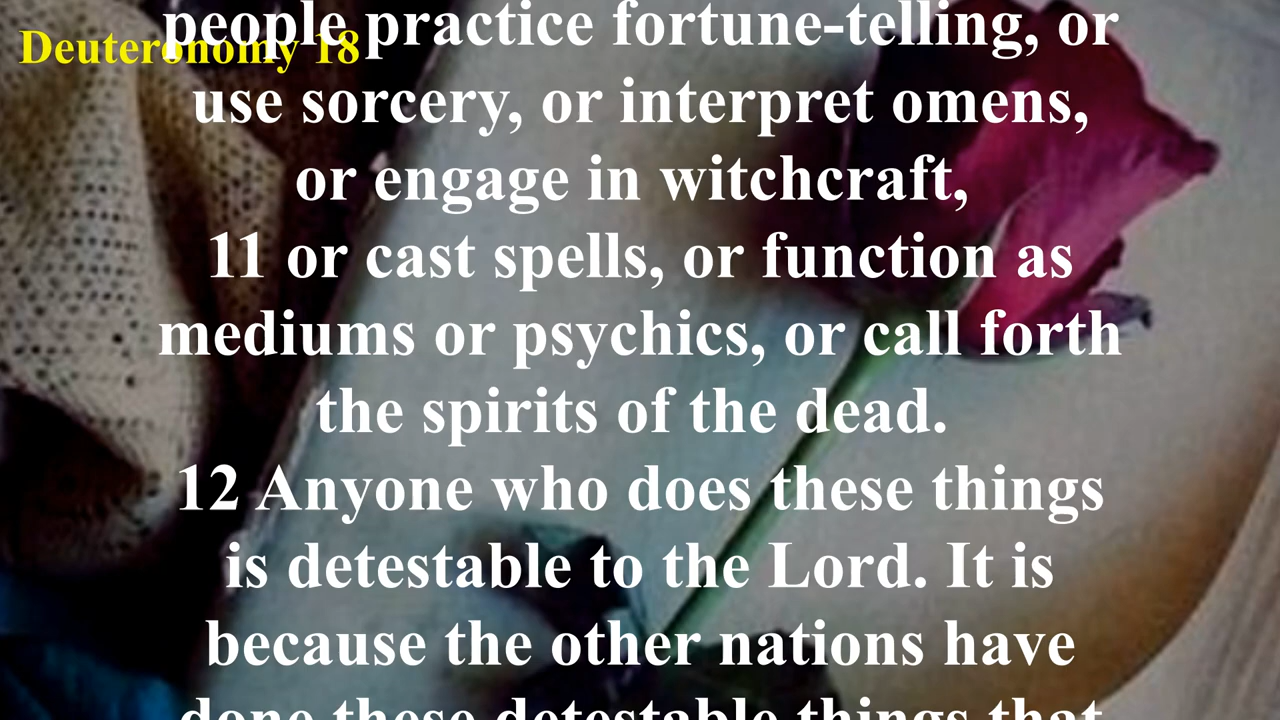 Deuteronomy 18
people practice fortune-telling, or
use sorcery, or interpret omens,
or engage in witchcraft,
11 or cast spells, or function as
mediums or psychics, or call forth
the spirits of the dead.
12 Anyone who does these things
is detestable to the Lord. It is
because the other nations have
done these detestable things that